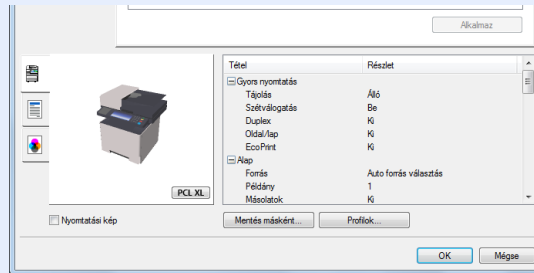 Alkalmaz
Tétel Részlet
Gyors nyomtatás
Tájolás Álló
Szétválogatás Be
Duplex Ki
Oldal/lap Ki
EcoPrint Ki
Alap
Forrás Auto forrás választás
Példány 1
Másolatok Ki
PCL XL
Nyomtatási kép
Mentés másként... Profilok...
OK Mégse